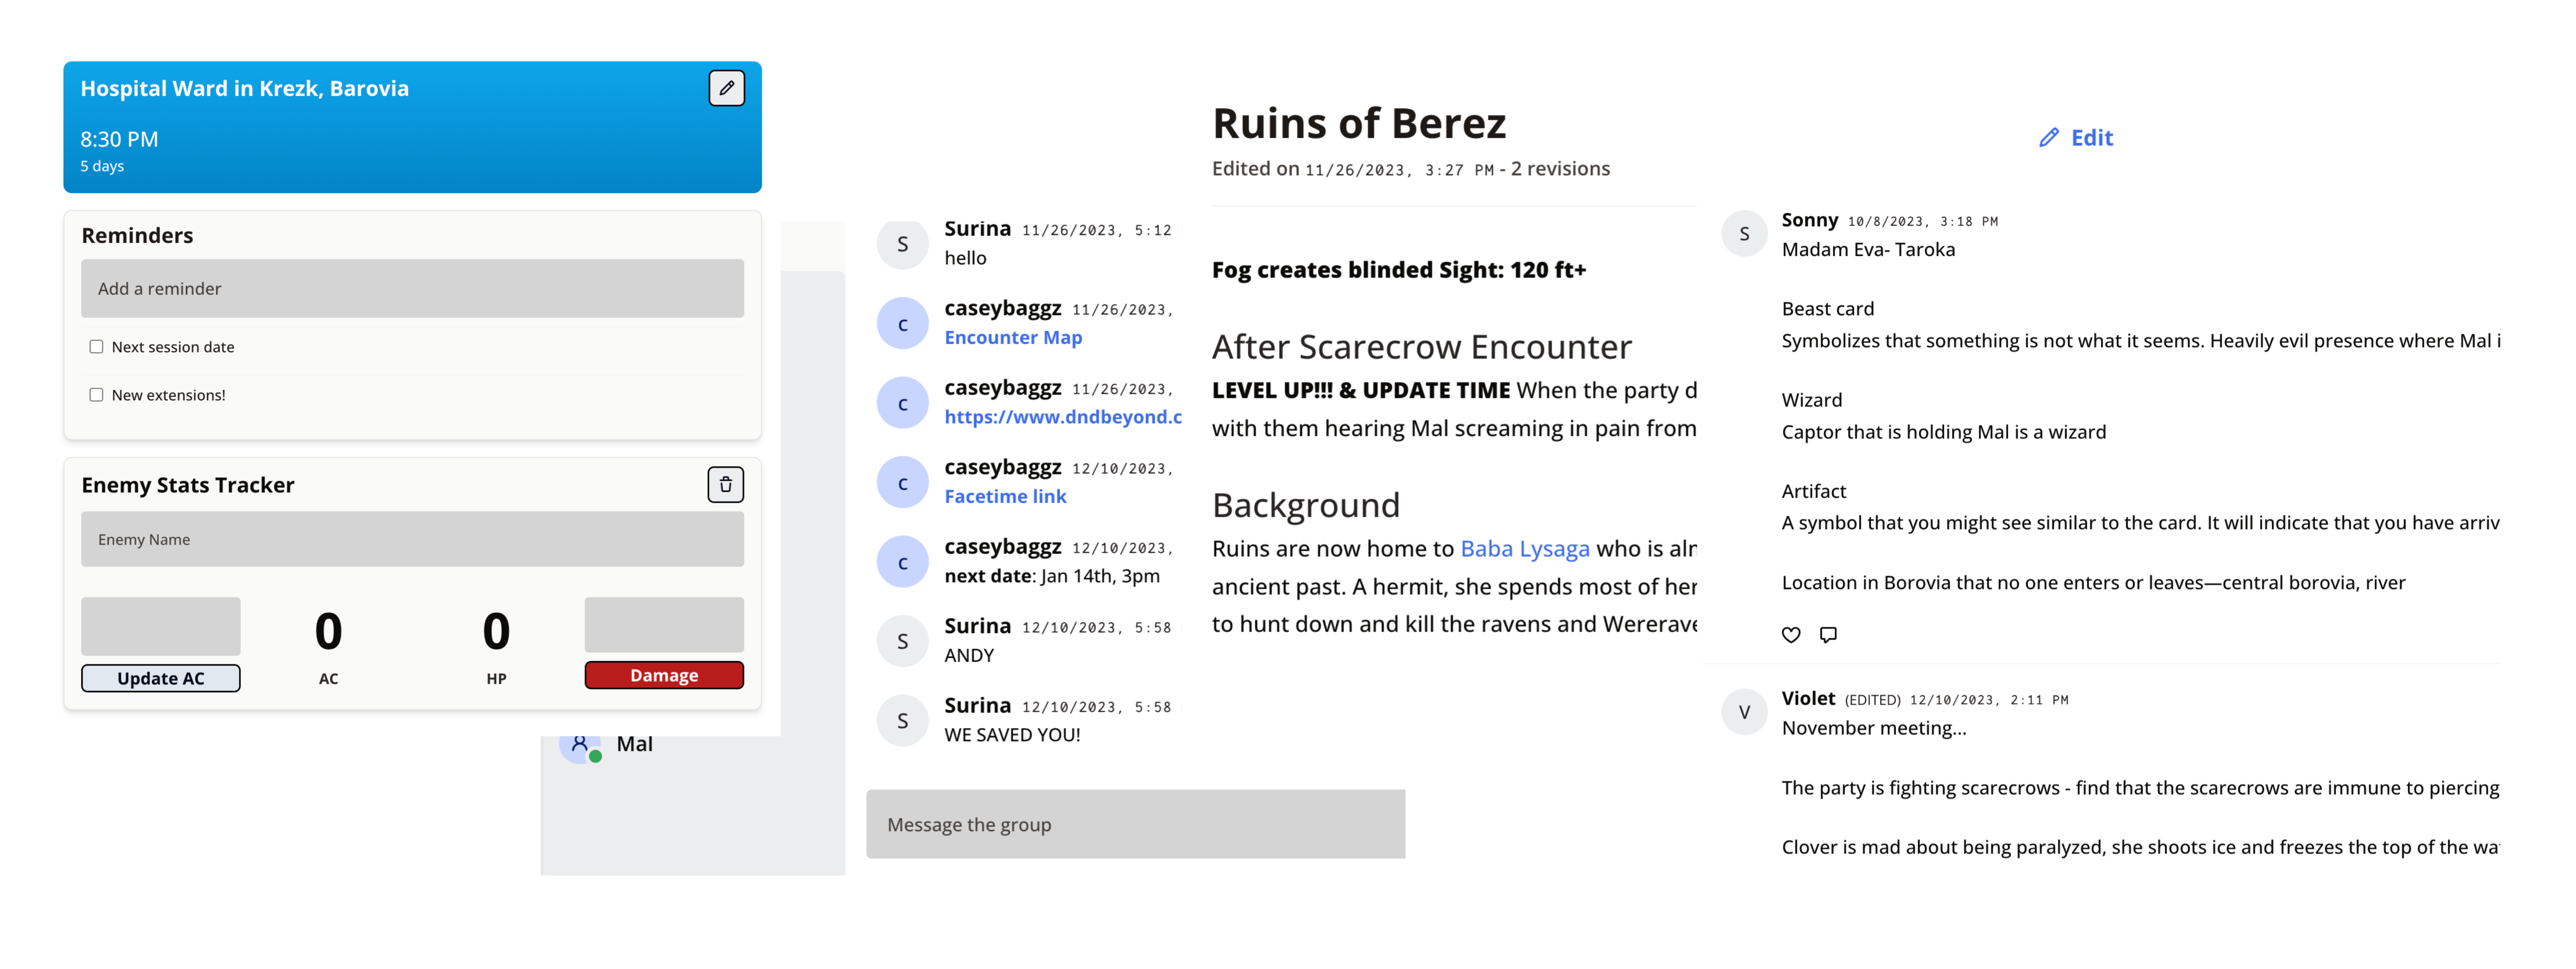 Hospital Ward in Krezk, Barovia
8:30 PM
5 days
Reminders
Add a reminder
Next session date
New extensions!
Enemy Stats Tracker
Enemy Name
0
AC
0
HP
Update AC
Damage
Mal
S
Surina 11/26/2023, 5:12
hello
c
caseybaggz 11/26/2023,
Encounter Map
c
caseybaggz 11/26/2023,
https://www.dndbeyond.c
c
caseybaggz 12/10/2023,
Facetime link
c
caseybaggz 12/10/2023,
next date: Jan 14th, 3pm
S
Surina 12/10/2023, 5:58
ANDY
S
Surina 12/10/2023, 5:58
WE SAVED YOU!
Message the group
Ruins of Berez
Edited on 11/26/2023, 3:27 PM - 2 revisions
Fog creates blinded Sight: 120 ft+
After Scarecrow Encounter
LEVEL UP!!! & UPDATE TIME When the party d
with them hearing Mal screaming in pain from
Background
Ruins are now home to Baba Lysaga who is
ancient past. A hermit, she spends most of her
to hunt down and kill the ravens and Wererave
Edit
S
Sonny 10/8/2023, 3:18 PM
Madam Eva- Taroka
Beast card
Symbolizes that something is not what it seems. Heavily evil presence where Mal i
Wizard
Captor that is holding Mal is a wizard
Artifact
A symbol that you might see similar to the card. It will indicate that you have arriv
Location in Borovia that no one enters or leaves—central borovia, river
V
Violet (EDITED) 12/10/2023, 2:11 PM
November meeting...
The party is fighting scarecrows - find that the scarecrows are immune to piercing
Clover is mad about being paralyzed, she shoots ice and freezes the top of the wa